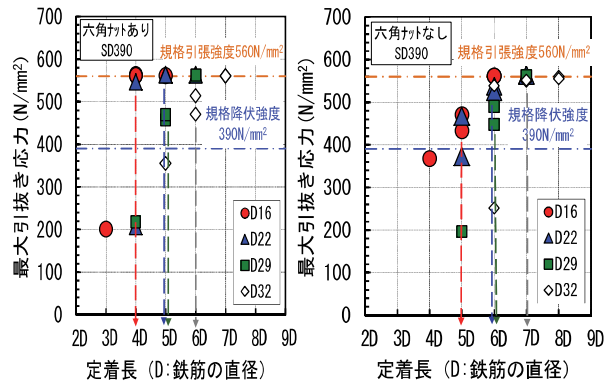 六角ナットあり
SD390
規格引張強度560N/mm²
規格降伏強度
390N/mm²
最大引抜き応力 (N/mm²)
700
600
500
400
300
200
100
0
D16
D22
D29
D32
2D 3D 4D 5D 6D 7D 8D 9D
定着長 (D:鉄筋の直径)
六角ナットなし
SD390
規格引張強度560N/mm²
規格降伏強度
390N/mm²
最大引抜き応力 (N/mm²)
700
600
500
400
300
200
100
0
D16
D22
D29
D32
2D 3D 4D 5D 6D 7D 8D 9D
定着長 (D:鉄筋の直径)